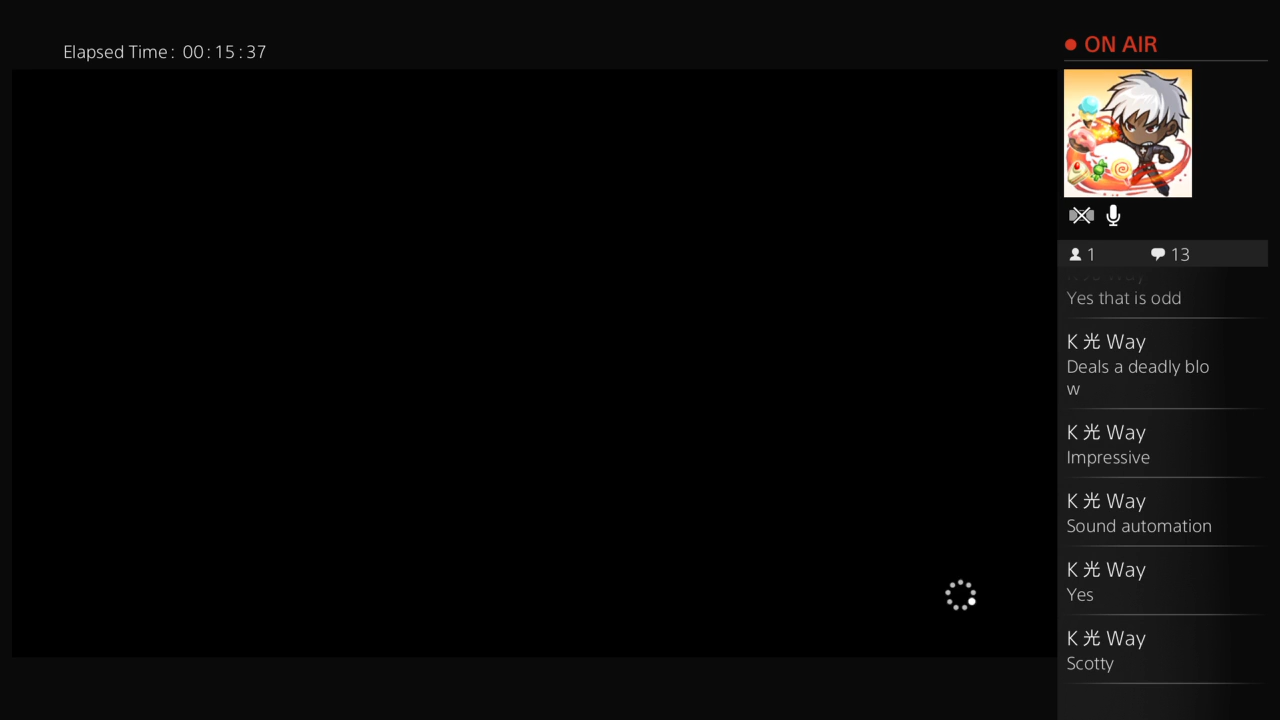 Elapsed Time: 00:15:37
ON AIR
1
13
Yes that is odd
K 光 Way
Deals a deadly blo
w
K 光 Way
Impressive
K 光 Way
Sound automation
K 光 Way
Yes
K 光 Way
Scotty